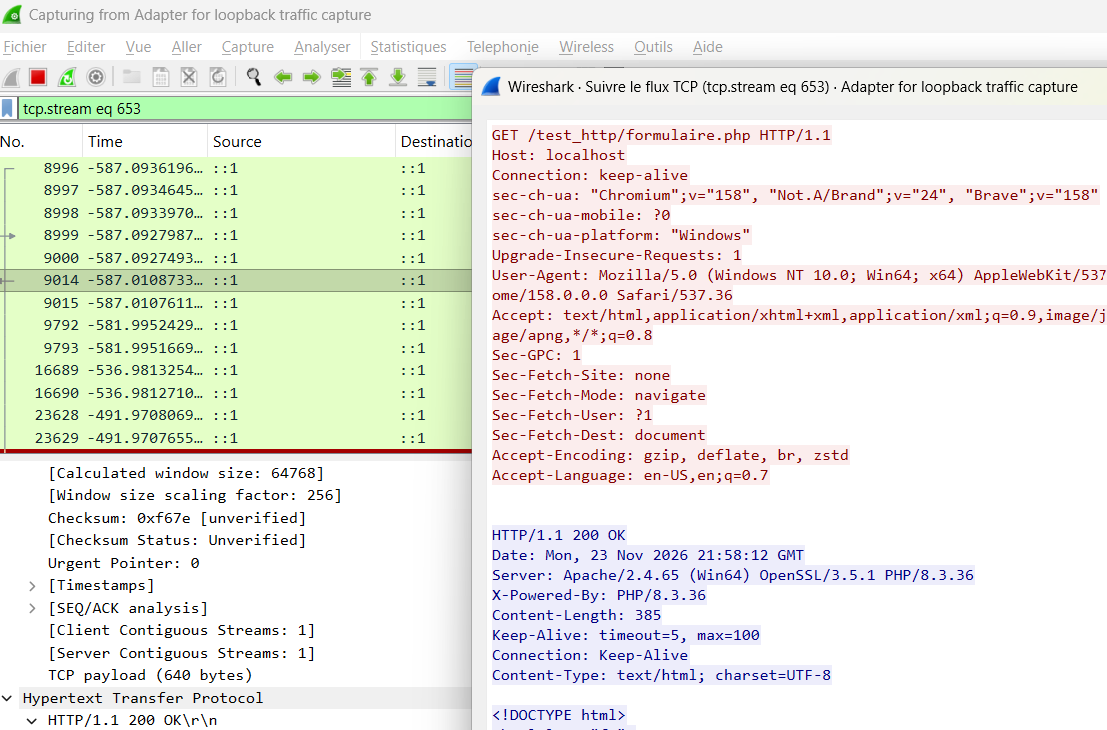 Capturing from Adapter for loopback traffic capture
Fichier Editer Vue Aller Capture Analyser Statistiques Telephonie Wireless Outils Aide
tcp.stream eq 653
No. Time Source Destinatio
8996 -587.0936196… ::1 ::1
8997 -587.0934645… ::1 ::1
8998 -587.0933970… ::1 ::1
8999 -587.0927987… ::1 ::1
9000 -587.0927493… ::1 ::1
9014 -587.0108733… ::1 ::1
9015 -587.0107611… ::1 ::1
9792 -581.9952429… ::1 ::1
9793 -581.9951669… ::1 ::1
16689 -536.9813254… ::1 ::1
16690 -536.9812710… ::1 ::1
23628 -491.9708069… ::1 ::1
23629 -491.9707655… ::1 ::1
[Calculated window size: 64768]
[Window size scaling factor: 256]
Checksum: 0xf67e [unverified]
[Checksum Status: Unverified]
Urgent Pointer: 0
[Timestamps]
[SEQ/ACK analysis]
[Client Contiguous Streams: 1]
[Server Contiguous Streams: 1]
TCP payload (640 bytes)
Hypertext Transfer Protocol
HTTP/1.1 200 OK\r\n
Wireshark · Suivre le flux TCP (tcp.stream eq 653) · Adapter for loopback traffic capture
GET /test_http/formulaire.php HTTP/1.1
Host: localhost
Connection: keep-alive
sec-ch-ua: "Chromium";v="158", "Not.A/Brand";v="24", "Brave";v="158"
sec-ch-ua-mobile: ?0
sec-ch-ua-platform: "Windows"
Upgrade-Insecure-Requests: 1
User-Agent: Mozilla/5.0 (Windows NT 10.0; Win64; x64) AppleWebKit/537
ome/158.0.0.0 Safari/537.36
Accept: text/html,application/xhtml+xml,application/xml;q=0.9,image/j
age/apng,*/*;q=0.8
Sec-GPC: 1
Sec-Fetch-Site: none
Sec-Fetch-Mode: navigate
Sec-Fetch-User: ?1
Sec-Fetch-Dest: document
Accept-Encoding: gzip, deflate, br, zstd
Accept-Language: en-US,en;q=0.7
HTTP/1.1 200 OK
Date: Mon, 23 Nov 2026 21:58:12 GMT
Server: Apache/2.4.65 (Win64) OpenSSL/3.5.1 PHP/8.3.36
X-Powered-By: PHP/8.3.36
Content-Length: 385
Keep-Alive: timeout=5, max=100
Connection: Keep-Alive
Content-Type: text/html; charset=UTF-8
<!DOCTYPE html>